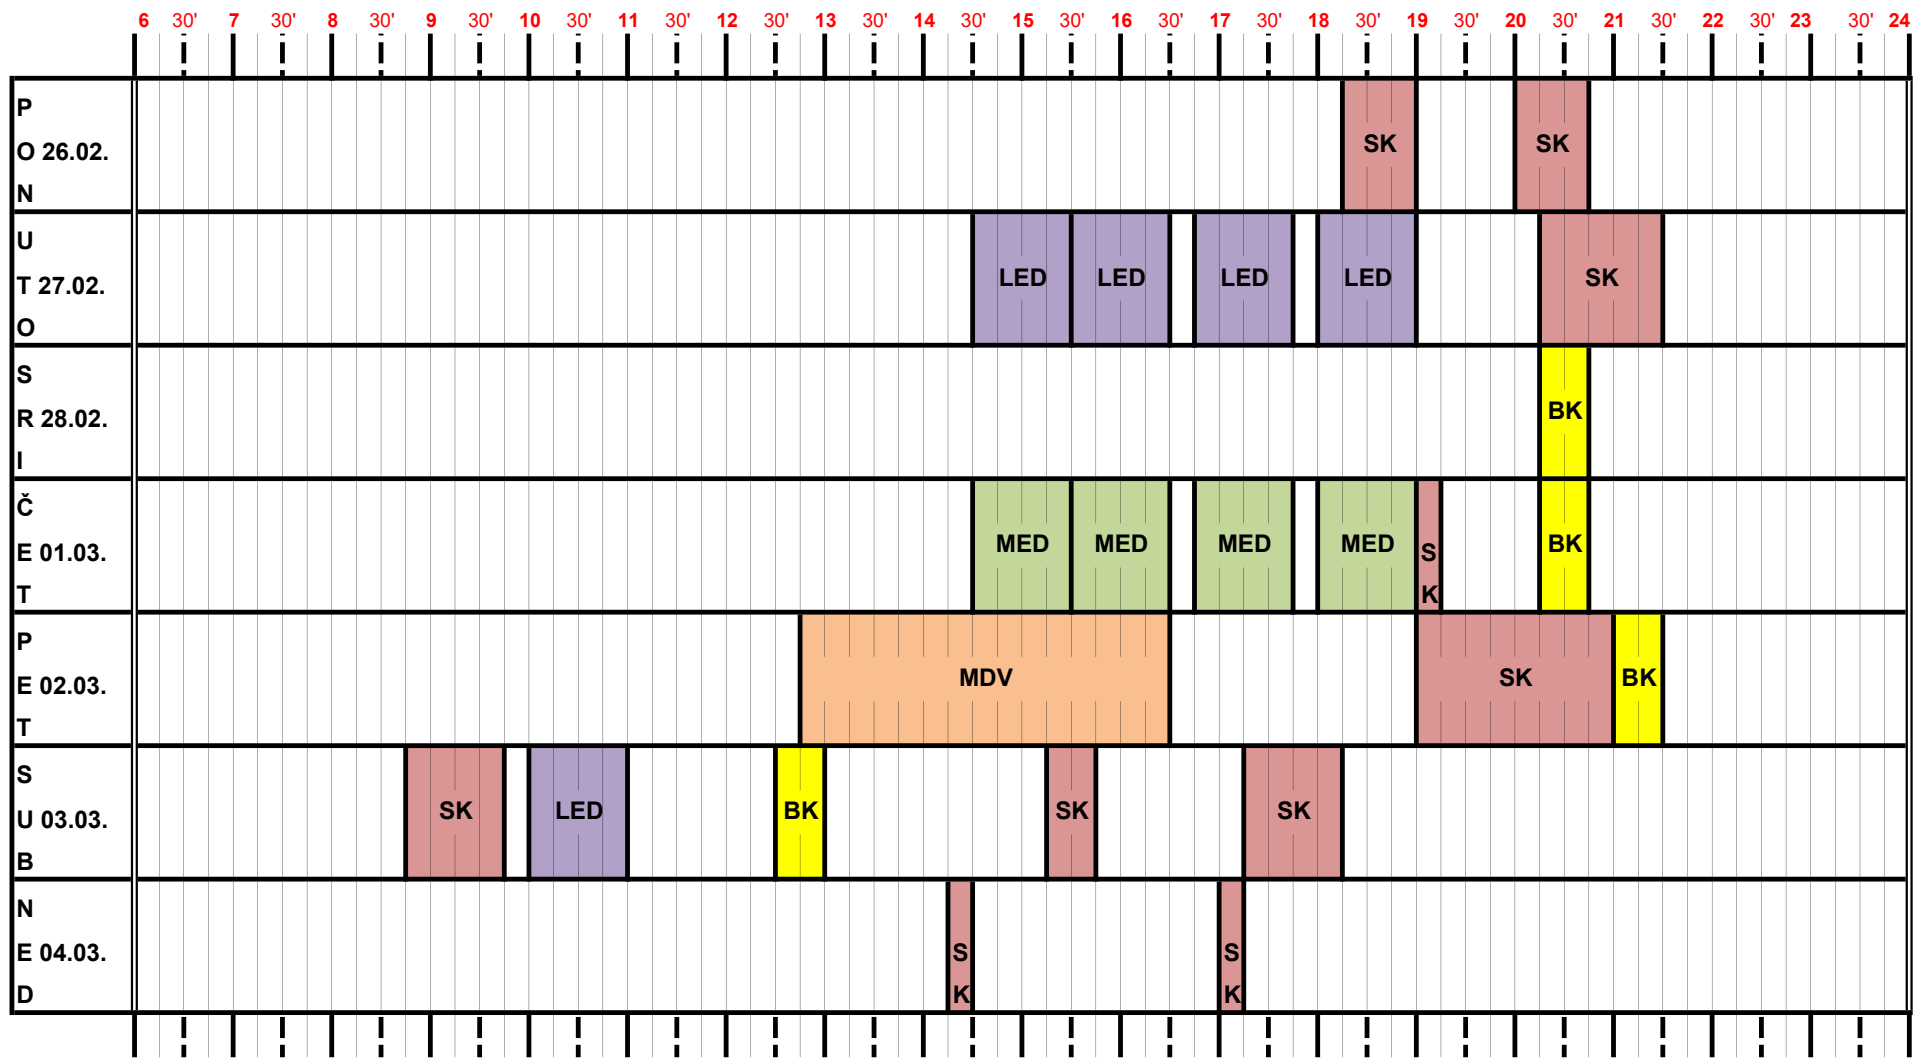 6 30' 7 30' 8 30' 9 30' 10 30' 11 30' 12 30' 13 30' 14 30' 15 30' 16 30' 17 30' 18 30' 19 30' 20 30' 21 30' 22 30' 23 30' 24
P
O 26.02. SK SK
N
U
T 27.02. LED LED LED LED SK
O
S
R 28.02. BK
I
Č
E 01.03. MED MED MED MED S BK
T K
P
E 02.03. MDV SK BK
T
S
U 03.03. SK LED BK SK SK
B
N
E 04.03. S S
D K K